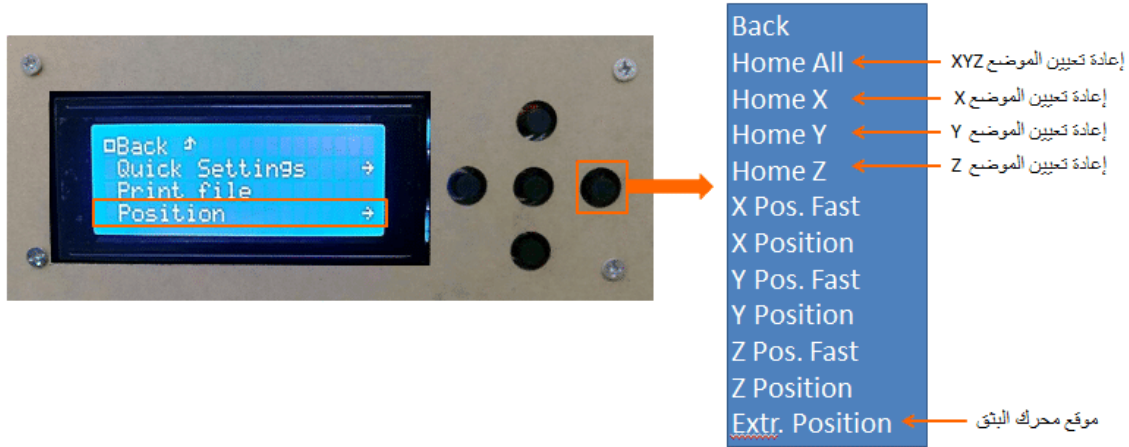 Back
Quick Settings
Print file
Position
Back
Home All
إعادة تعيين الموضع XYZ
Home X
إعادة تعيين الموضع X
Home Y
إعادة تعيين الموضع Y
Home Z
إعادة تعيين الموضع Z
X Pos. Fast
X Position
Y Pos. Fast
Y Position
Z Pos. Fast
Z Position
Extr. Position
موقع محرك البثق